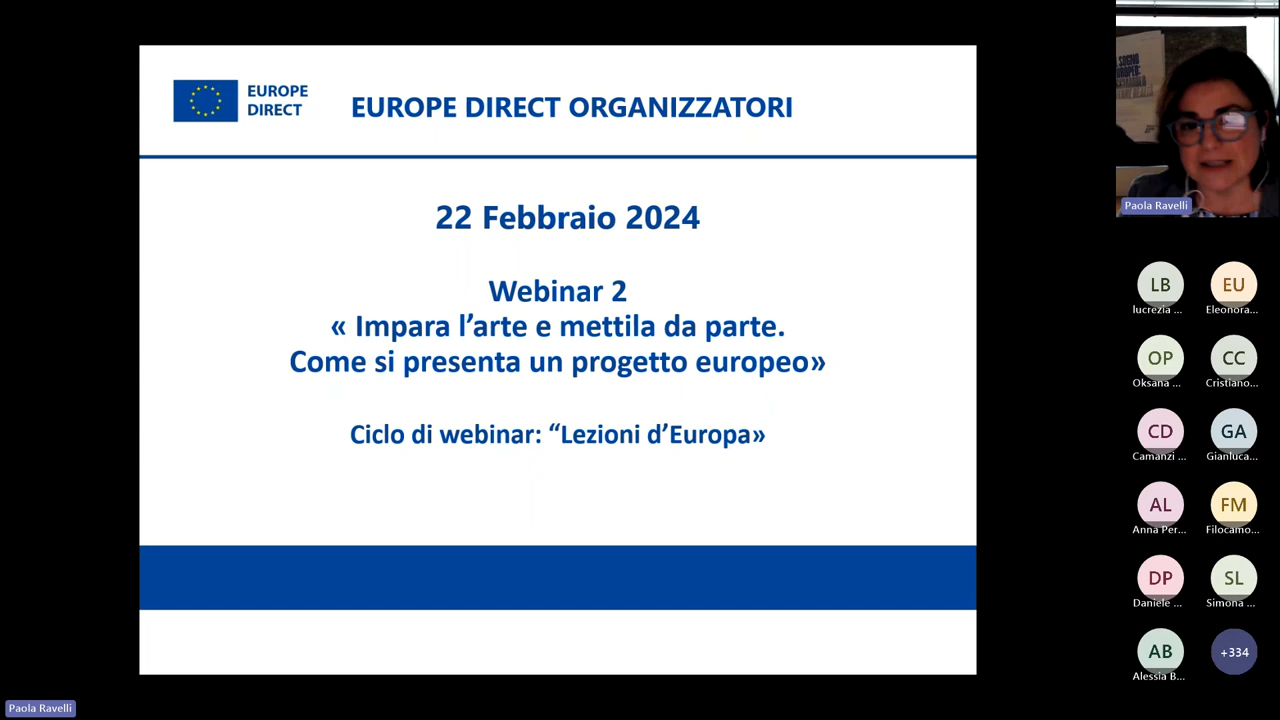 EUROPE
DIRECT
EUROPE DIRECT ORGANIZZATORI
22 Febbraio 2024
Webinar 2
« Impara l’arte e mettila da parte.
Come si presenta un progetto europeo»
Ciclo di webinar: “Lezioni d’Europa»
SOGNO
Paola Ravelli
LB
lucrezia ...
EU
Eleonora...
OP
Oksana ...
CC
Cristiano...
CD
Camanzi ...
GA
Gianluca...
AL
Anna Per...
FM
Filocamo...
DP
Daniele ...
SL
Simona ...
AB
Alessia B...
+334
Paola Ravelli